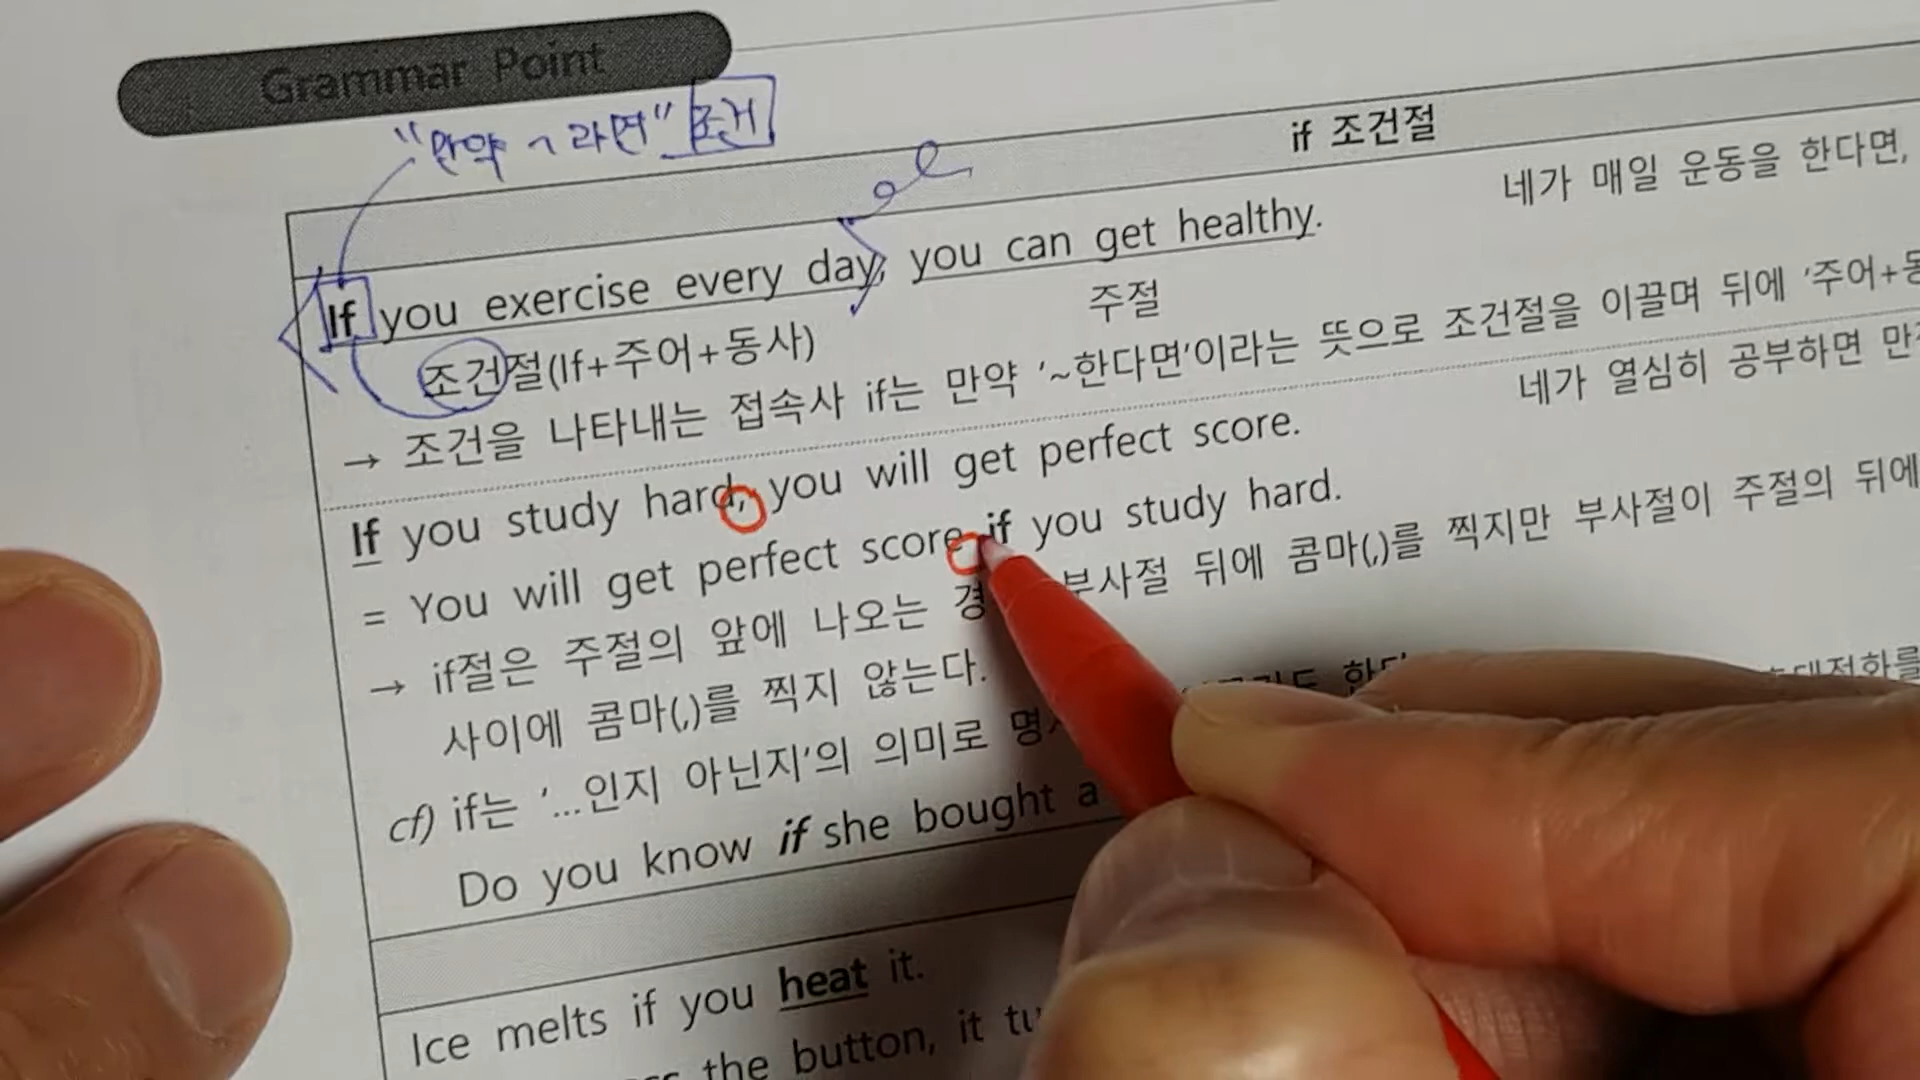 Grammar Point
"만약 ~ 라면" 조건
if 조건절
If you exercise every day, you can get healthy.
네가 매일 운동을 한다면,
조건절(If+주어+동사)
주절
→ 조건을 나타내는 접속사 if는 만약 '~한다면'이라는 뜻으로 조건절을 이끌며 뒤에 '주어+동
If you study hard, you will get perfect score.
네가 열심히 공부하면 만
= You will get perfect score if you study hard.
→ if절은 주절의 앞에 나오는 경 부사절 뒤에 콤마(,)를 찍지만 부사절이 주절의 뒤에
사이에 콤마(,)를 찍지 않는다.
cf) if는 '...인지 아닌지'의 의미로
Do you know if she bought a
Ice melts if you heat it.
the button, it